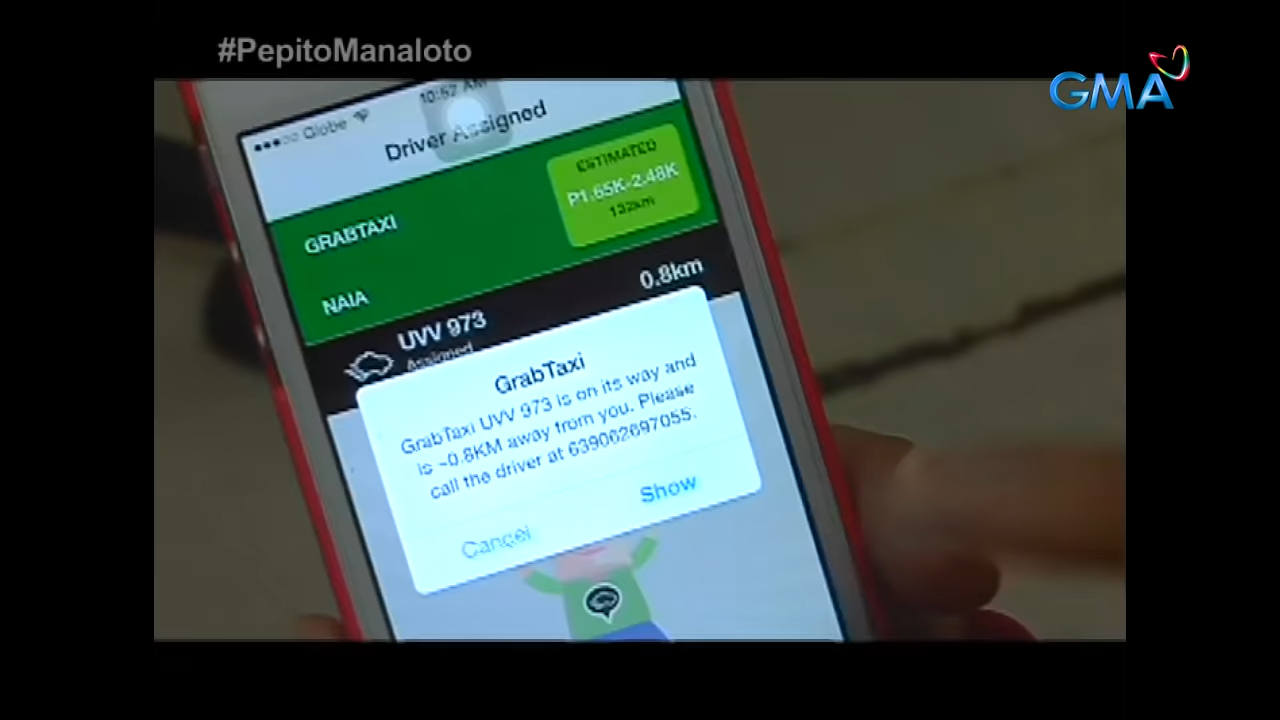 #PepitoManaloto
GMA
Globe
10:52 AM
Driver Assigned
ESTIMATED
GRABTAXI
P1.65K-2.48K
132km
NAIA
0.8km
UVV 973
Assigned
GrabTaxi
GrabTaxi UVV 973 is on its way and
is ~0.8KM away from you. Please
call the driver at 639062697055.
Cancel
Show